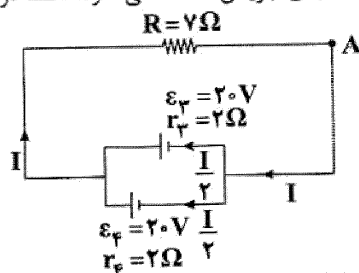 R = ۷Ω
A
ε۳ = ۲۰V
r۳ = ۲Ω
I
I/۲
I
ε۴ = ۲۰V
I/۲
r۴ = ۲Ω